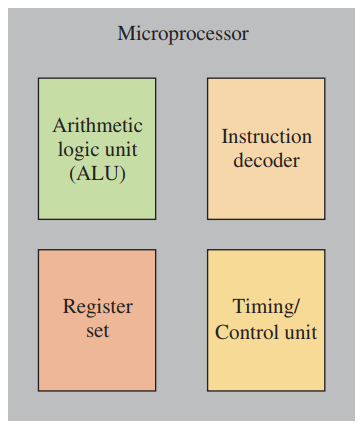 Microprocessor
Arithmetic
logic unit
(ALU)
Instruction
decoder
Register
set
Timing/
Control unit